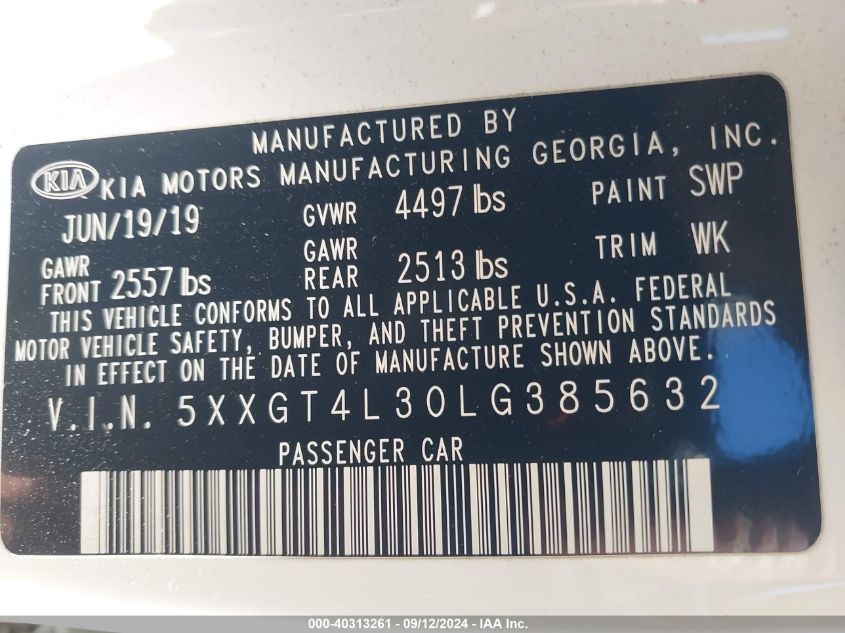 MANUFACTURED BY
KIA KIA MOTORS MANUFACTURING GEORGIA, INC.
JUN/19/19 GVWR 4497 lbs PAINT SWP
GAWR FRONT 2557 lbs GAWR REAR 2513 lbs TRIM WK
THIS VEHICLE CONFORMS TO ALL APPLICABLE U.S.A. FEDERAL
MOTOR VEHICLE SAFETY, BUMPER, AND THEFT PREVENTION STANDARDS
IN EFFECT ON THE DATE OF MANUFACTURE SHOWN ABOVE.
V.I.N. 5XXGT4L30LG385632
PASSENGER CAR
000-40313261 - 09/12/2024 - IAA Inc.